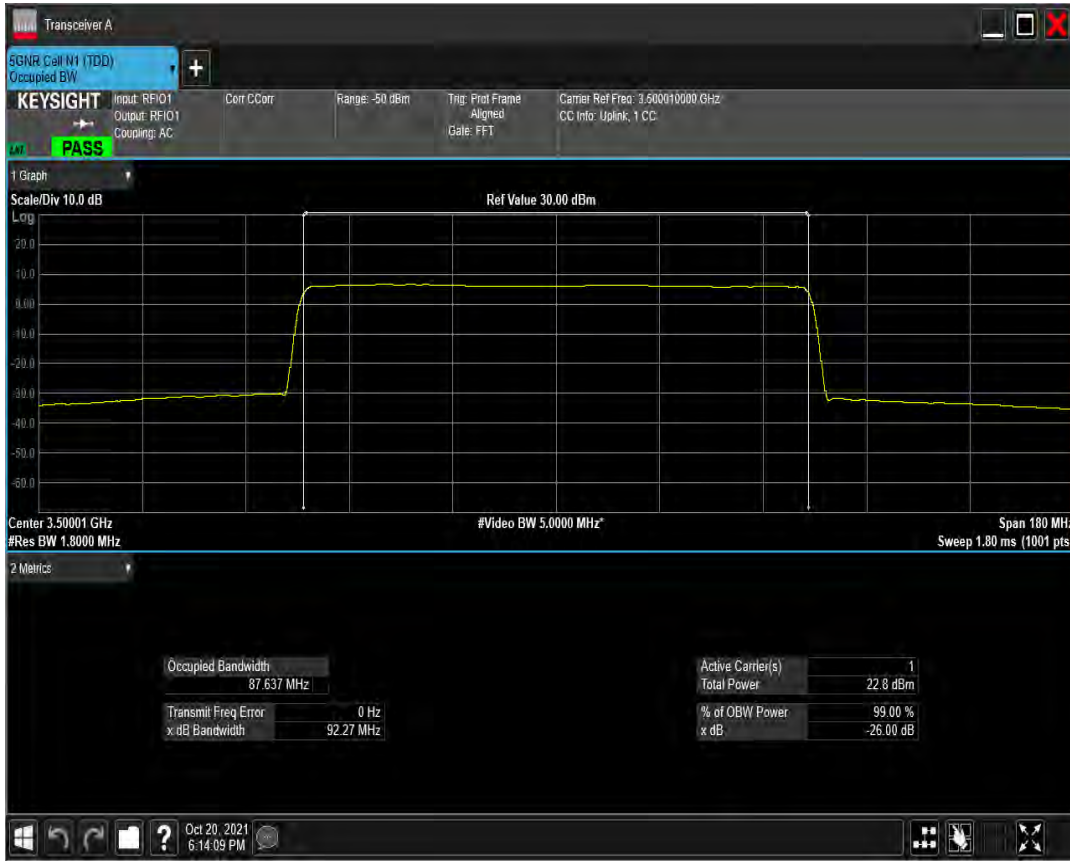 Transceiver A
5GNR Cell N1 (TDD)
Occupied BW
+
KEYSIGHT
Input: RFIO1
Output: RFIO1
Coupling: AC
Corr CCorr
Range: -50 dBm
Trig: Prot Frame
Aligned
Gate: FFT
Carrier Ref Freq: 3.500010000 GHz
CC Info: Uplink, 1 CC
PASS
1 Graph
Scale/Div 10.0 dB
Ref Value 30.00 dBm
Log
20.0
10.0
0.00
-10.0
-20.0
-30.0
-40.0
-50.0
-60.0
Center 3.50001 GHz
#Video BW 5.0000 MHz*
Span 180 MHz
#Res BW 1.8000 MHz
Sweep 1.80 ms (1001 pts
2 Metrics
Occupied Bandwidth
87.637 MHz
Transmit Freq Error 0 Hz
x dB Bandwidth 92.27 MHz
Active Carrier(s) 1
Total Power 22.8 dBm
% of OBW Power 99.00 %
x dB -26.00 dB
?
Oct 20, 2021
6:14:09 PM